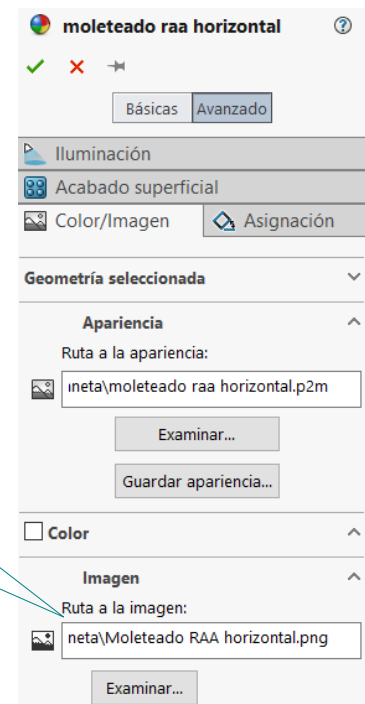 moleteado raa horizontal
Básicas Avanzado
Iluminación
Acabado superficial
Color/Imagen Asignación
Geometría seleccionada
Apariencia
Ruta a la apariencia:
ıneta\moleteado raa horizontal.p2m
Examinar...
Guardar apariencia...
Color
Imagen
Ruta a la imagen:
neta\Moleteado RAA horizontal.png
Examinar...